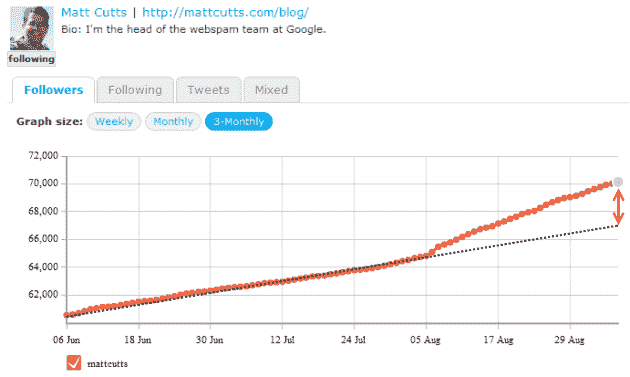 Matt Cutts | http://mattcutts.com/blog/
Bio: I'm the head of the webspam team at Google.
following
Followers Following Tweets Mixed
Graph size: Weekly Monthly 3-Monthly
72,000
70,000
68,000
66,000
64,000
62,000
06 Jun 18 Jun 30 Jun 12 Jul 24 Jul 05 Aug 17 Aug 29 Aug
mattcutts